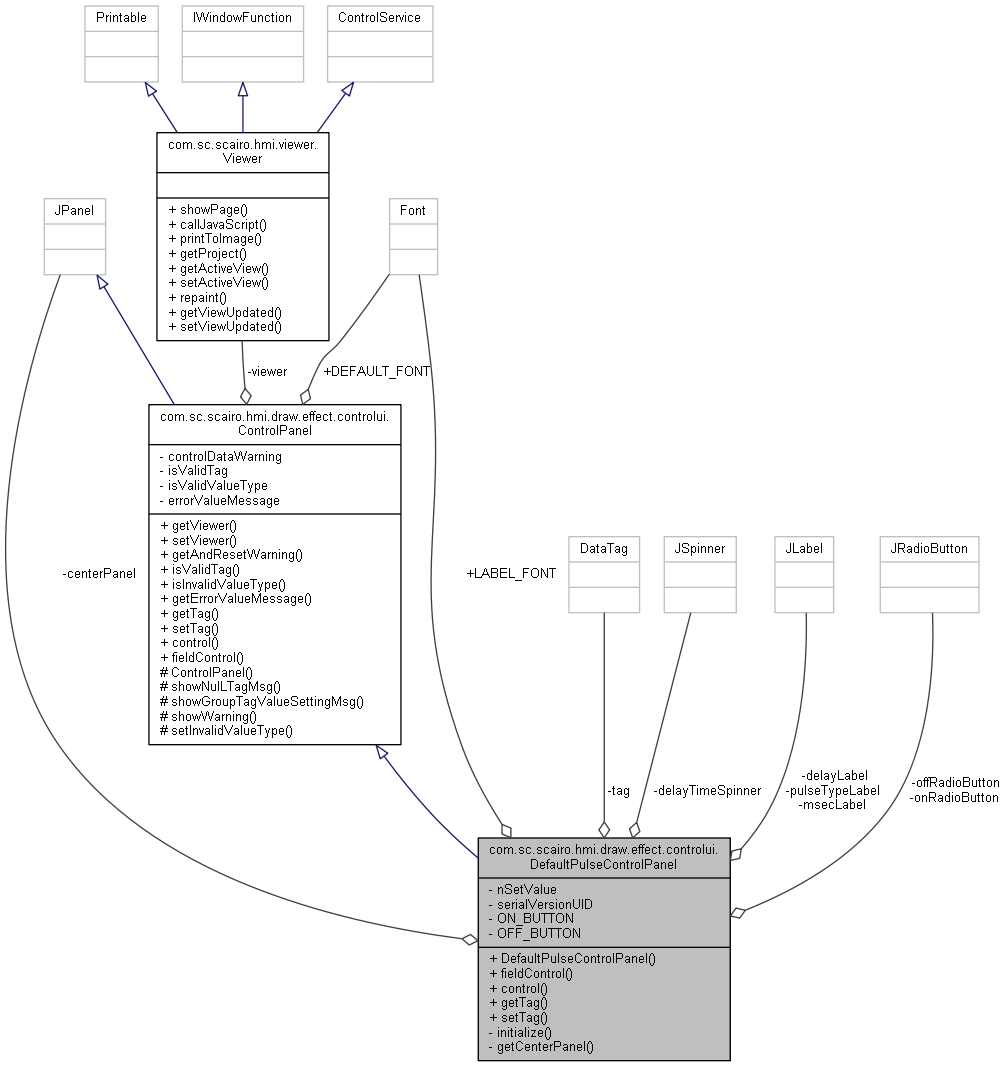 Printable
IWindowFunction
ControlService
com.sc.scairo.hmi.viewer.
Viewer
+ showPage()
+ callJavaScript()
+ printToImage()
+ getProject()
+ getActiveView()
+ setActiveView()
+ repaint()
+ getViewUpdated()
+ setViewUpdated()
JPanel
Font
-viewer
+DEFAULT_FONT
com.sc.scairo.hmi.draw.effect.controlui.
ControlPanel
- controlDataWarning
- isValidTag
- isValidValueType
- errorValueMessage
+ getViewer()
+ setViewer()
+ getAndResetWarning()
+ isValidTag()
+ isInvalidValueType()
+ getErrorValueMessage()
+ getTag()
+ setTag()
+ control()
+ fieldControl()
# ControlPanel()
# showNulLTagMsg()
# showGroupTagValueSettingMsg()
# showWarning()
# setInvalidValueType()
-centerPanel
+LABEL_FONT
DataTag
JSpinner
JLabel
JRadioButton
-tag
-delayTimeSpinner
-delayLabel
-pulseTypeLabel
-msecLabel
-offRadioButton
-onRadioButton
com.sc.scairo.hmi.draw.effect.controlui.
DefaultPulseControlPanel
- nSetValue
- serialVersionUID
- ON_BUTTON
- OFF_BUTTON
+ DefaultPulseControlPanel()
+ fieldControl()
+ control()
+ getTag()
+ setTag()
- initialize()
- getCenterPanel()